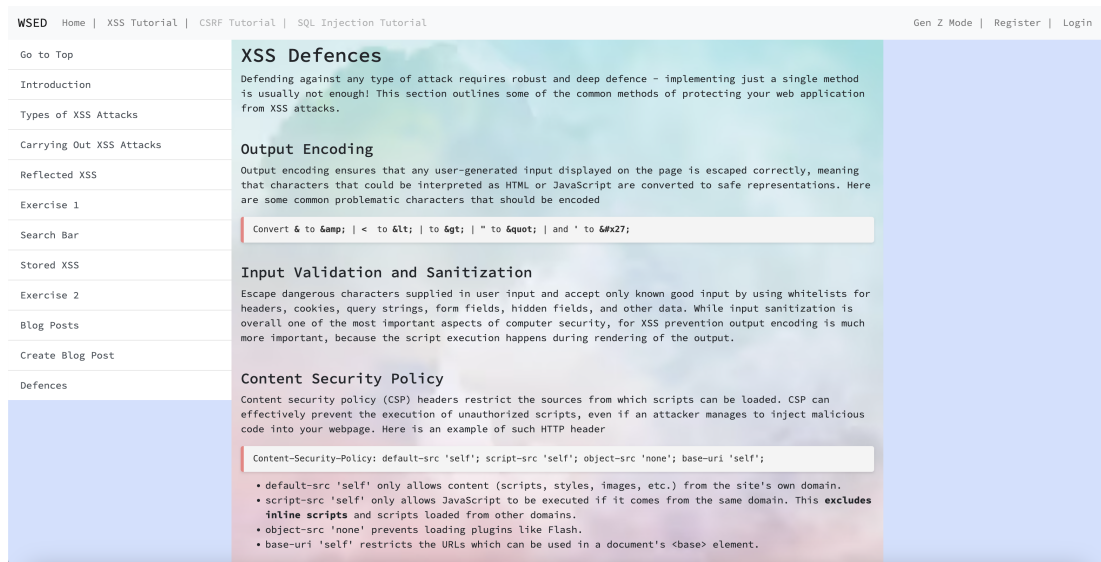 WSED Home | XSS Tutorial | CSRF Tutorial | SQL Injection Tutorial Gen Z Mode | Register | Login
Go to Top
Introduction
Types of XSS Attacks
Carrying Out XSS Attacks
Reflected XSS
Exercise 1
Search Bar
Stored XSS
Exercise 2
Blog Posts
Create Blog Post
Defences
XSS Defences
Defending against any type of attack requires robust and deep defence - implementing just a single method
is usually not enough! This section outlines some of the common methods of protecting your web application
from XSS attacks.
Output Encoding
Output encoding ensures that any user-generated input displayed on the page is escaped correctly, meaning
that characters that could be interpreted as HTML or JavaScript are converted to safe representations. Here
are some common problematic characters that should be encoded
Convert & to &amp; | < to &lt; | to &gt; | " to &quot; | and ' to &#x27;
Input Validation and Sanitization
Escape dangerous characters supplied in user input and accept only known good input by using whitelists for
headers, cookies, query strings, form fields, hidden fields, and other data. While input sanitization is
overall one of the most important aspects of computer security, for XSS prevention output encoding is much
more important, because the script execution happens during rendering of the output.
Content Security Policy
Content security policy (CSP) headers restrict the sources from which scripts can be loaded. CSP can
effectively prevent the execution of unauthorized scripts, even if an attacker manages to inject malicious
code into your webpage. Here is an example of such HTTP header
Content-Security-Policy: default-src 'self'; script-src 'self'; object-src 'none'; base-uri 'self';
• default-src 'self' only allows content (scripts, styles, images, etc.) from the site's own domain.
• script-src 'self' only allows JavaScript to be executed if it comes from the same domain. This excludes
inline scripts and scripts loaded from other domains.
• object-src 'none' prevents loading plugins like Flash.
• base-uri 'self' restricts the URLs which can be used in a document's <base> element.